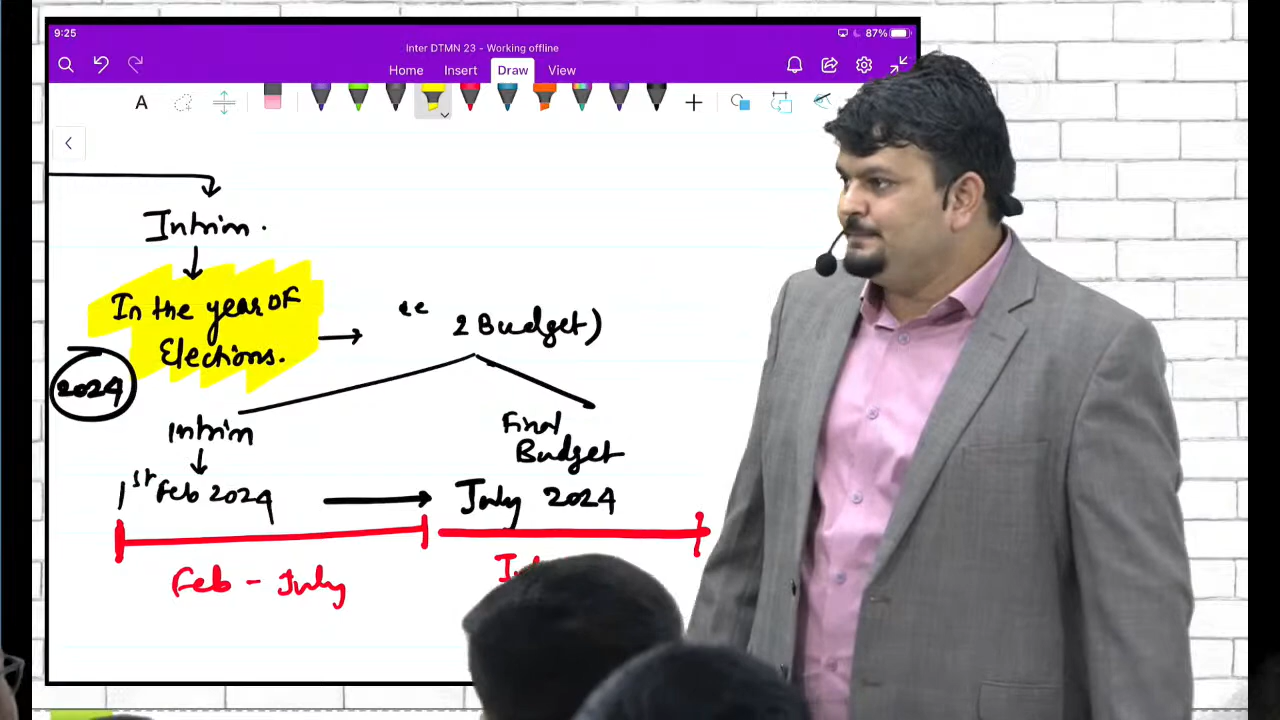 9:25
87%
Inter DTMN 23 - Working offline
Home Insert Draw View
A
Intrim.
In the year of
Elections.
2024
2 Budget)
Intrim
Final
Budget
1st Feb 2024
July 2024
Feb - July